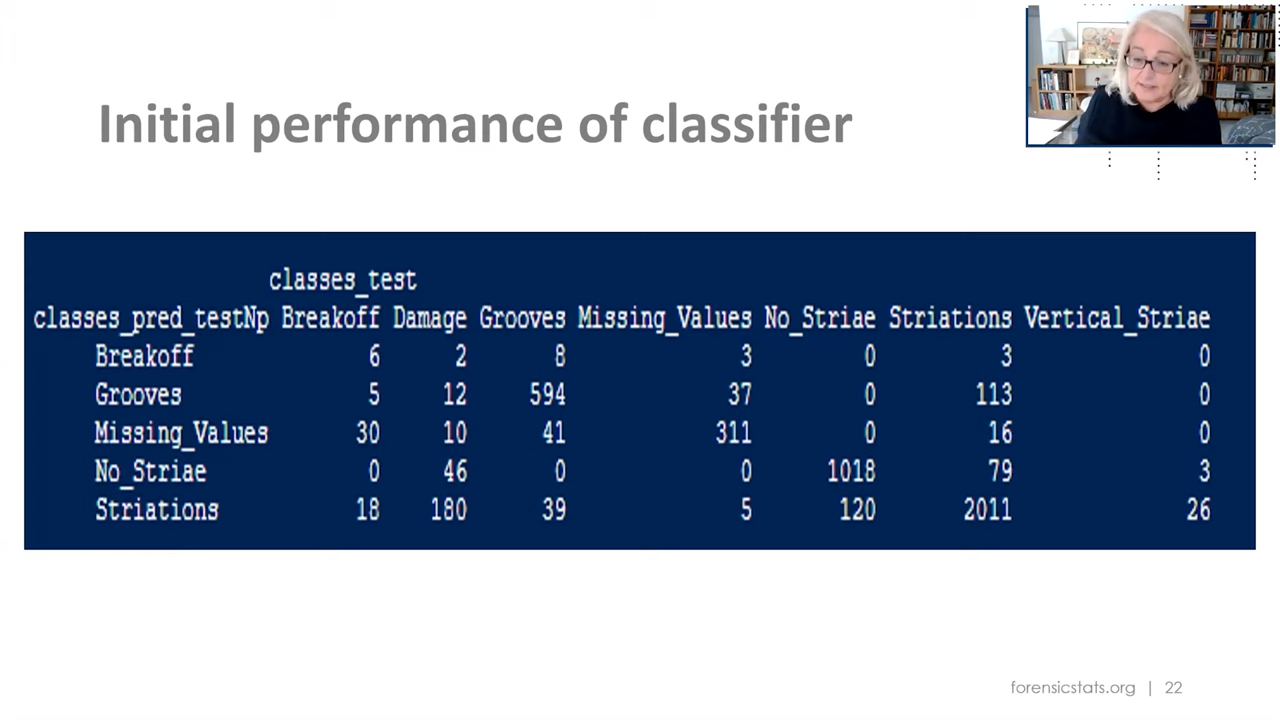 Initial performance of classifier
classes_test
classes_pred_testNp Breakoff Damage Grooves Missing_Values No_Striae Striations Vertical_Striae
Breakoff 6 2 8 3 0 3 0
Grooves 5 12 594 37 0 113 0
Missing_Values 30 10 41 311 0 16 0
No_Striae 0 46 0 0 1018 79 3
Striations 18 180 39 5 120 2011 26
forensicstats.org | 22